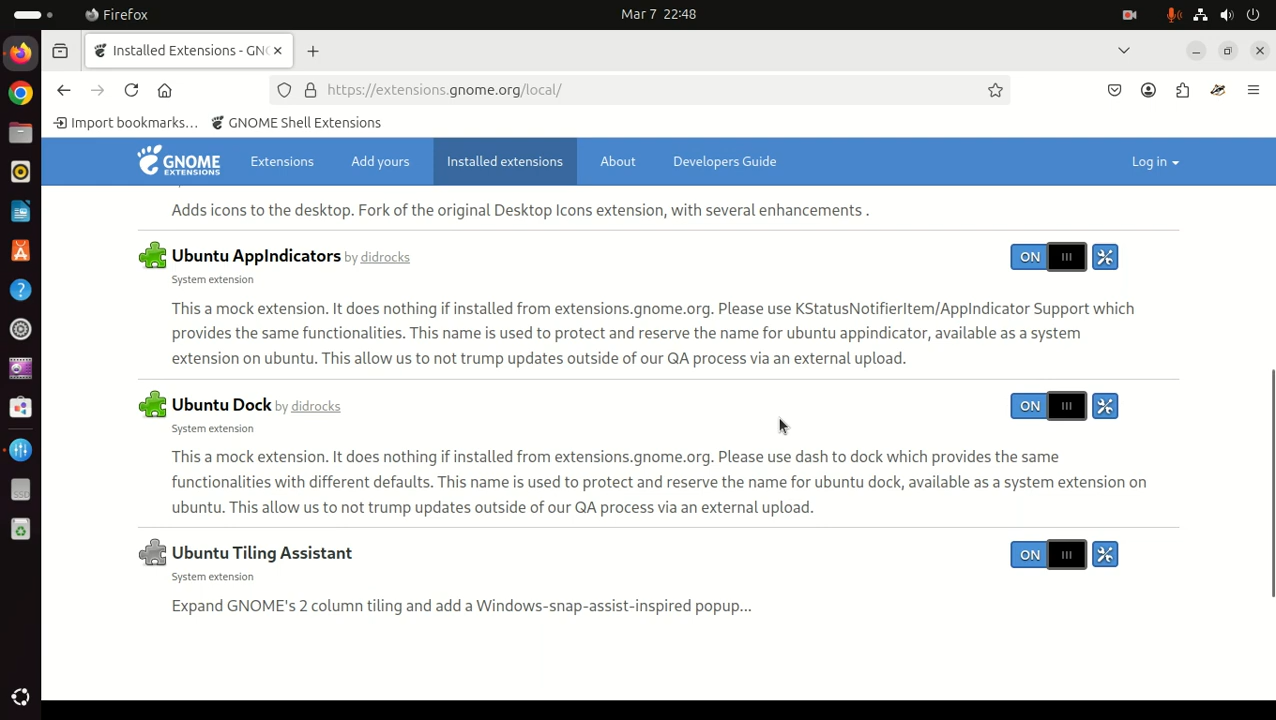 Firefox
Mar 7 22:48
Installed Extensions - GN
https://extensions.gnome.org/local/
Import bookmarks...
GNOME Shell Extensions
GNOME EXTENSIONS
Extensions
Add yours
Installed extensions
About
Developers Guide
Log in
Adds icons to the desktop. Fork of the original Desktop Icons extension, with several enhancements .
Ubuntu AppIndicators by didrocks
ON
System extension
This a mock extension. It does nothing if installed from extensions.gnome.org. Please use KStatusNotifierItem/AppIndicator Support which
provides the same functionalities. This name is used to protect and reserve the name for ubuntu appindicator, available as a system
extension on ubuntu. This allow us to not trump updates outside of our QA process via an external upload.
Ubuntu Dock by didrocks
ON
System extension
This a mock extension. It does nothing if installed from extensions.gnome.org. Please use dash to dock which provides the same
functionalities with different defaults. This name is used to protect and reserve the name for ubuntu dock, available as a system extension on
ubuntu. This allow us to not trump updates outside of our QA process via an external upload.
Ubuntu Tiling Assistant
ON
System extension
Expand GNOME's 2 column tiling and add a Windows-snap-assist-inspired popup...